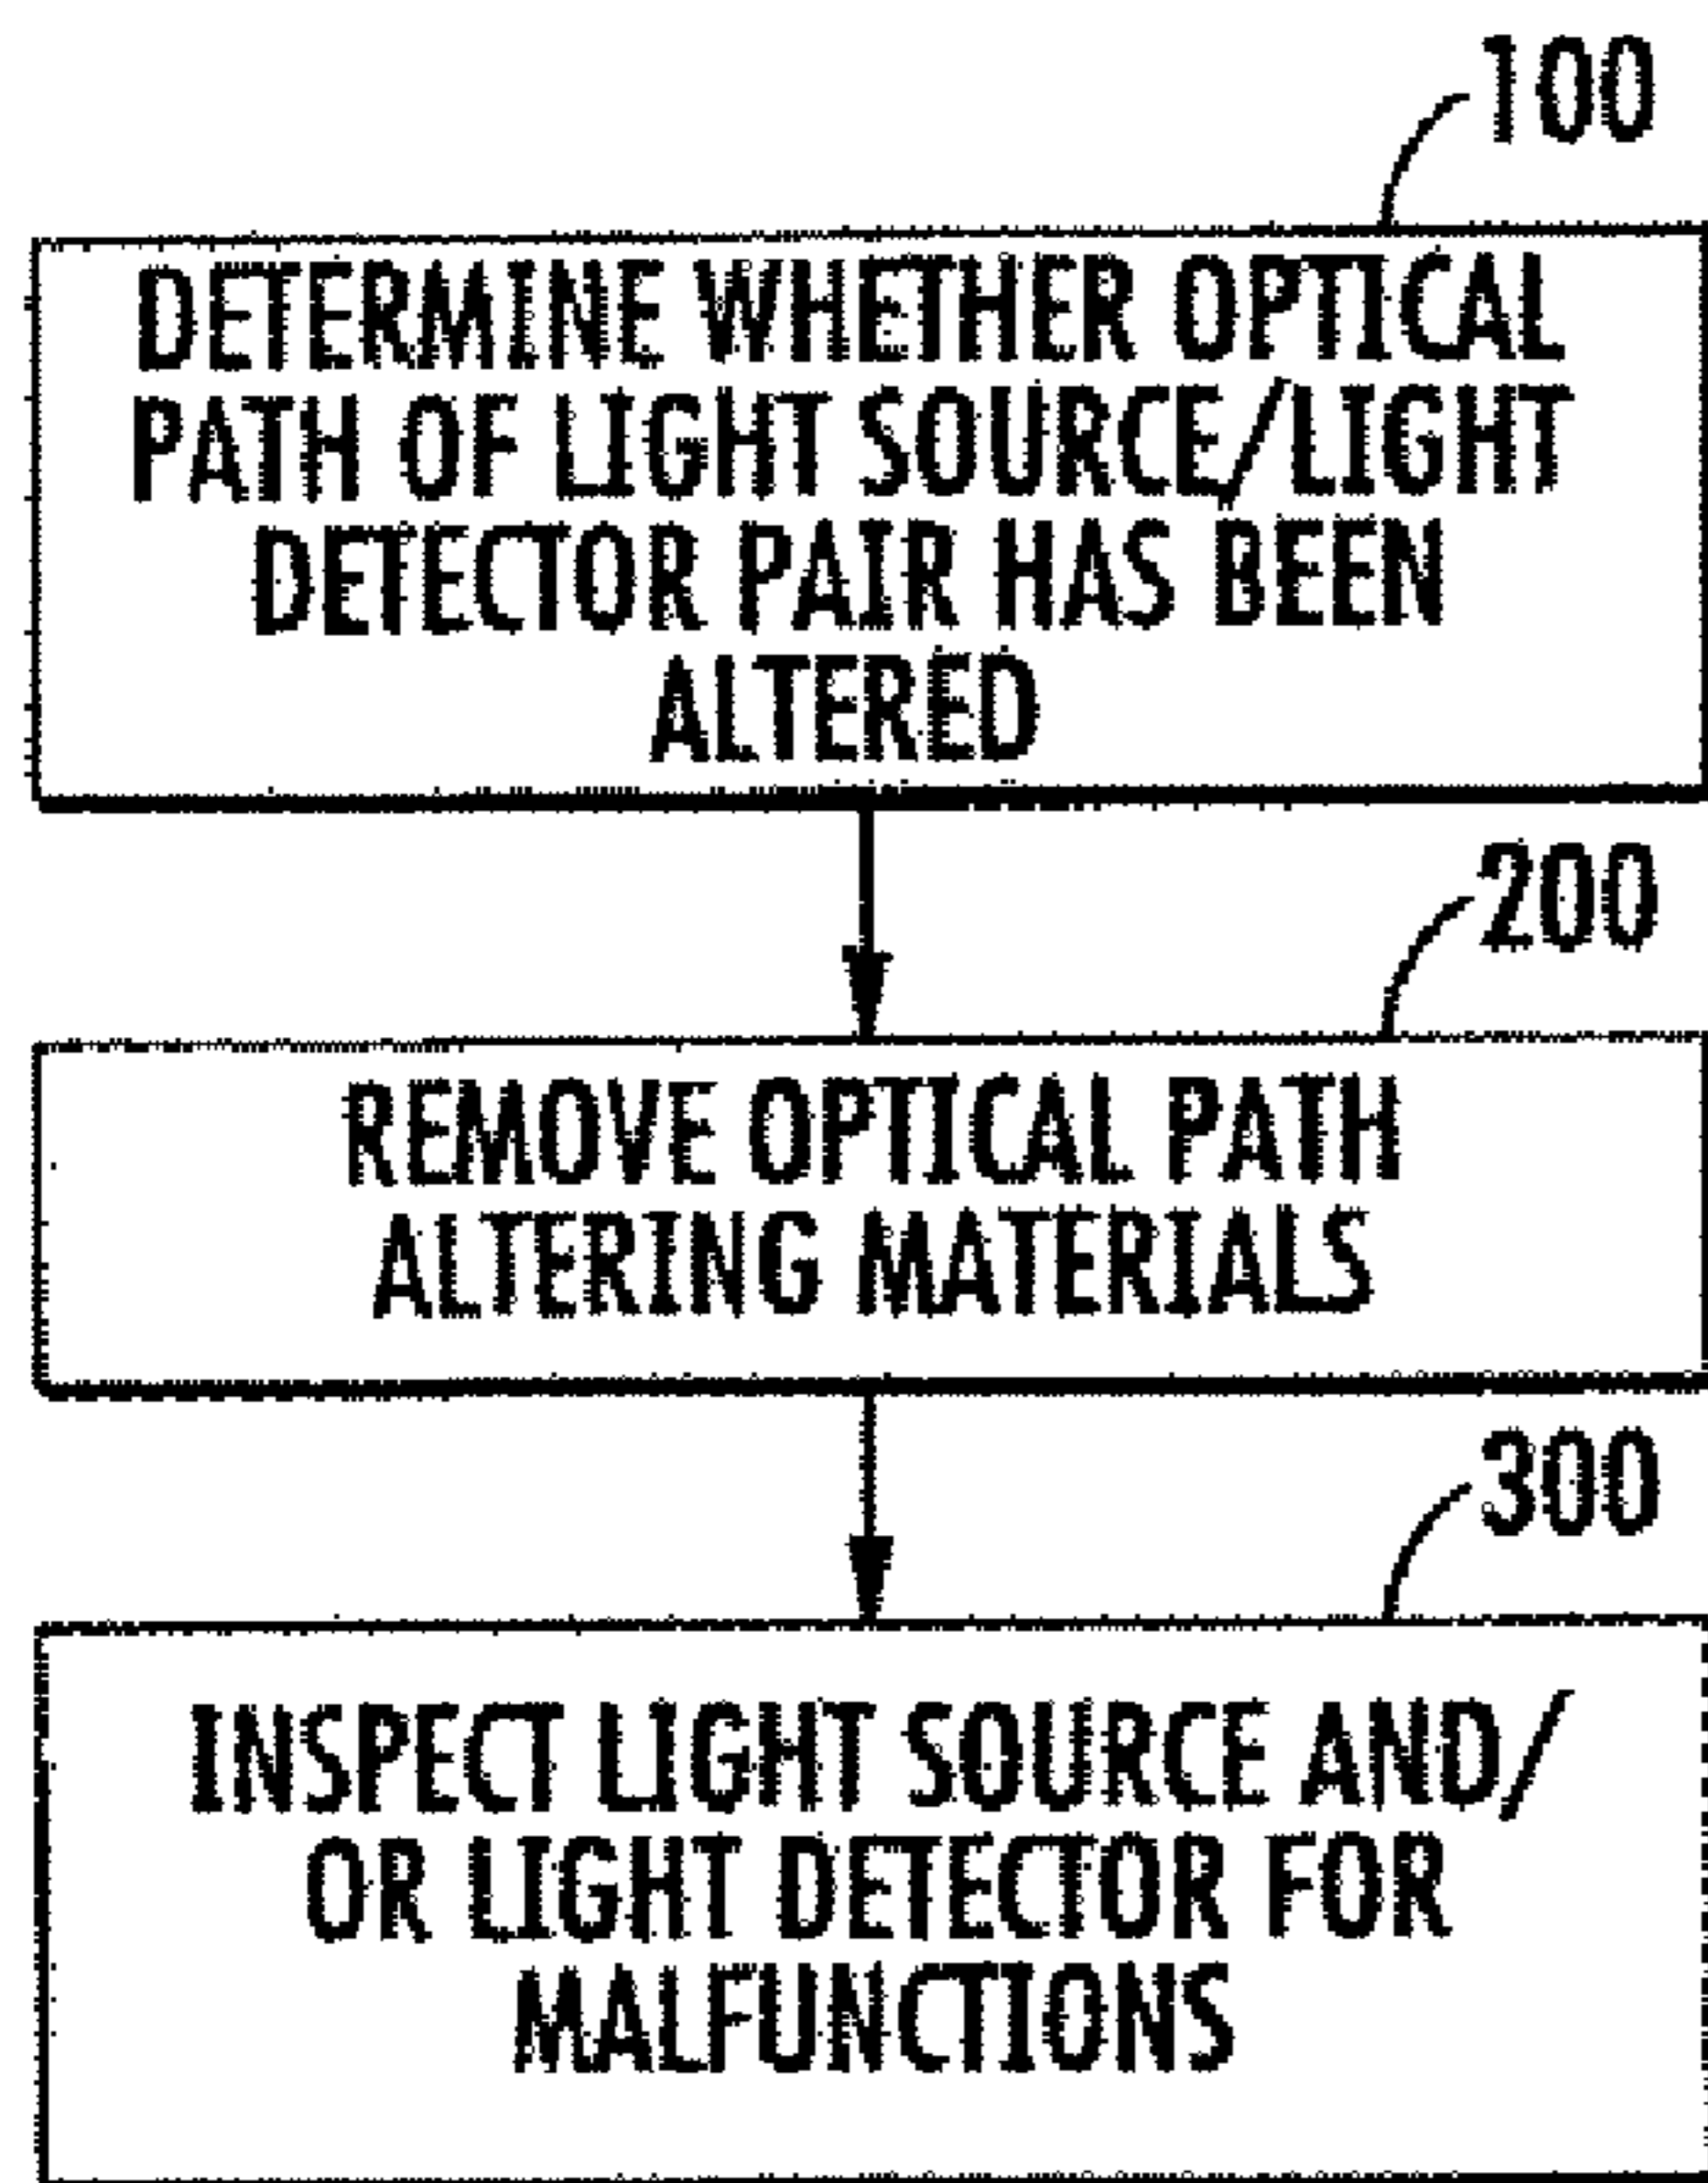 100
DETERMINE WHETHER OPTICAL
PATH OF LIGHT SOURCE/LIGHT
DETECTOR PAIR HAS BEEN
ALTERED
200
REMOVE OPTICAL PATH
ALTERING MATERIALS
300
INSPECT LIGHT SOURCE AND/
OR LIGHT DETECTOR FOR
MALFUNCTIONS